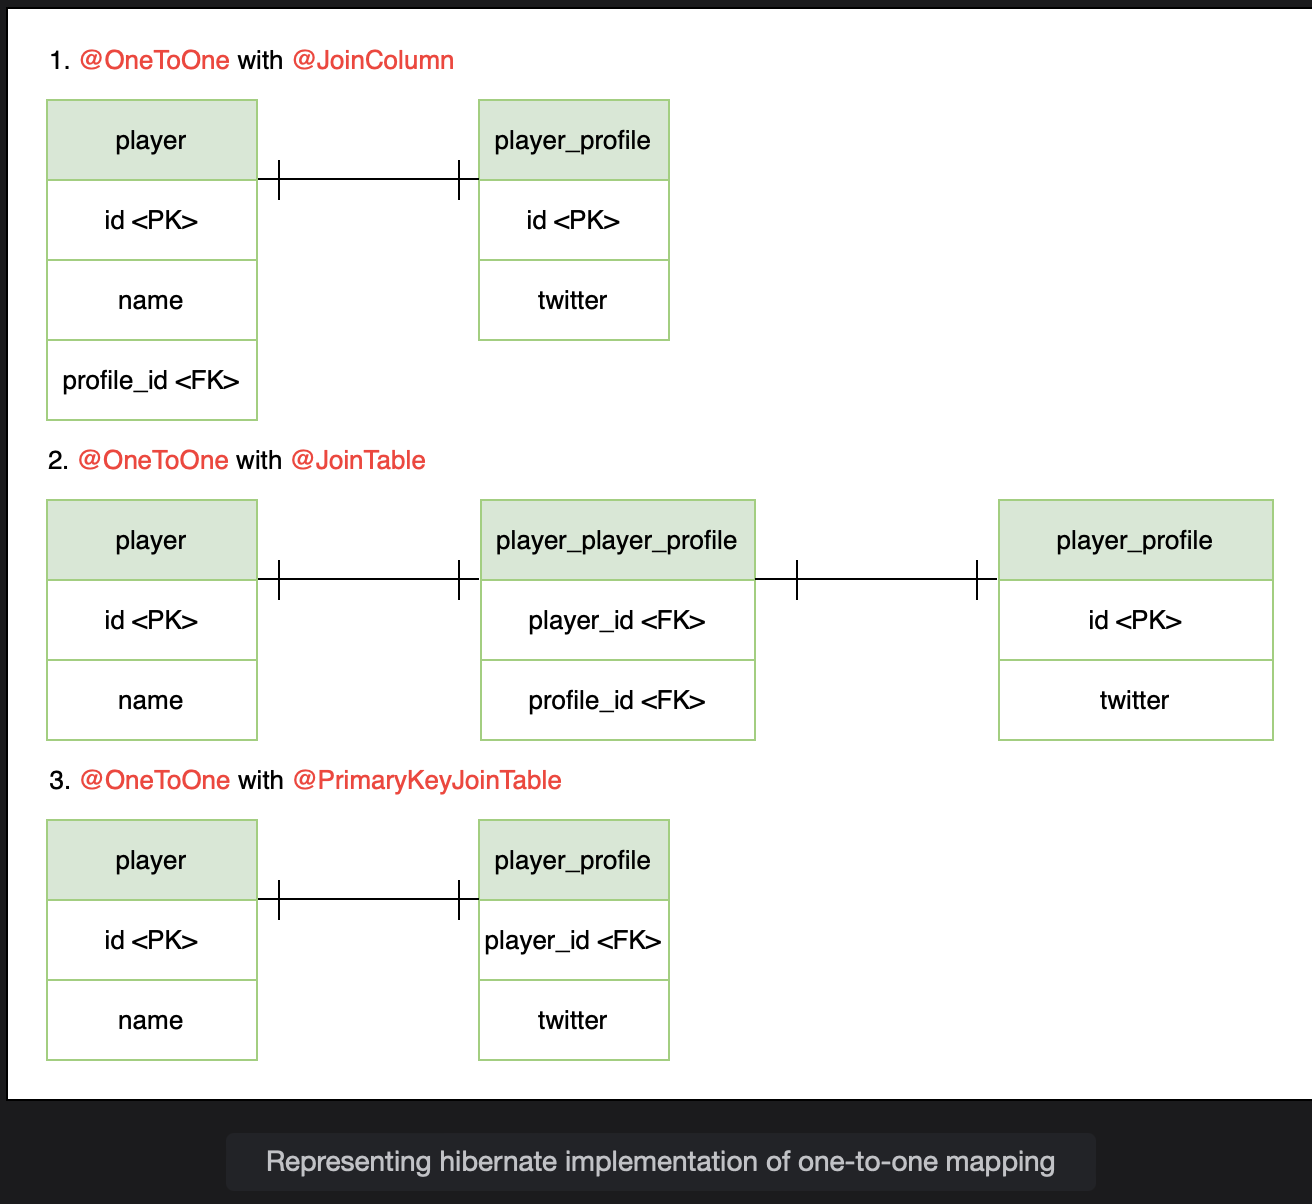 1. @OneToOne with @JoinColumn
player
player_profile
id <PK>
id <PK>
name
twitter
profile_id <FK>
2. @OneToOne with @JoinTable
player
player_player_profile
player_profile
id <PK>
player_id <FK>
id <PK>
name
profile_id <FK>
twitter
3. @OneToOne with @PrimaryKeyJoinTable
player
player_profile
id <PK>
player_id <FK>
name
twitter
Representing hibernate implementation of one-to-one mapping